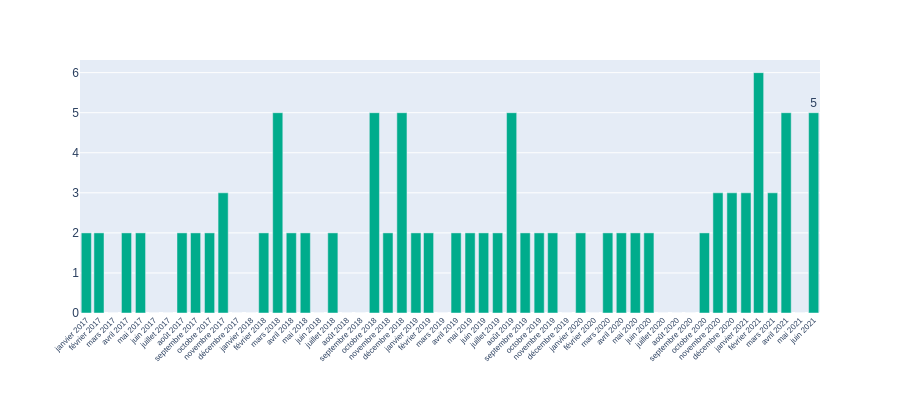 6
5
5
4
3
2
1
0
janvier 2017
février 2017
mars 2017
avril 2017
mai 2017
juin 2017
juillet 2017
août 2017
septembre 2017
octobre 2017
novembre 2017
décembre 2017
janvier 2018
février 2018
mars 2018
avril 2018
mai 2018
juin 2018
juillet 2018
août 2018
septembre 2018
octobre 2018
novembre 2018
décembre 2018
janvier 2019
février 2019
mars 2019
avril 2019
mai 2019
juin 2019
juillet 2019
août 2019
septembre 2019
octobre 2019
novembre 2019
décembre 2019
janvier 2020
février 2020
mars 2020
avril 2020
mai 2020
juin 2020
juillet 2020
août 2020
septembre 2020
octobre 2020
novembre 2020
décembre 2020
janvier 2021
février 2021
mars 2021
avril 2021
mai 2021
juin 2021